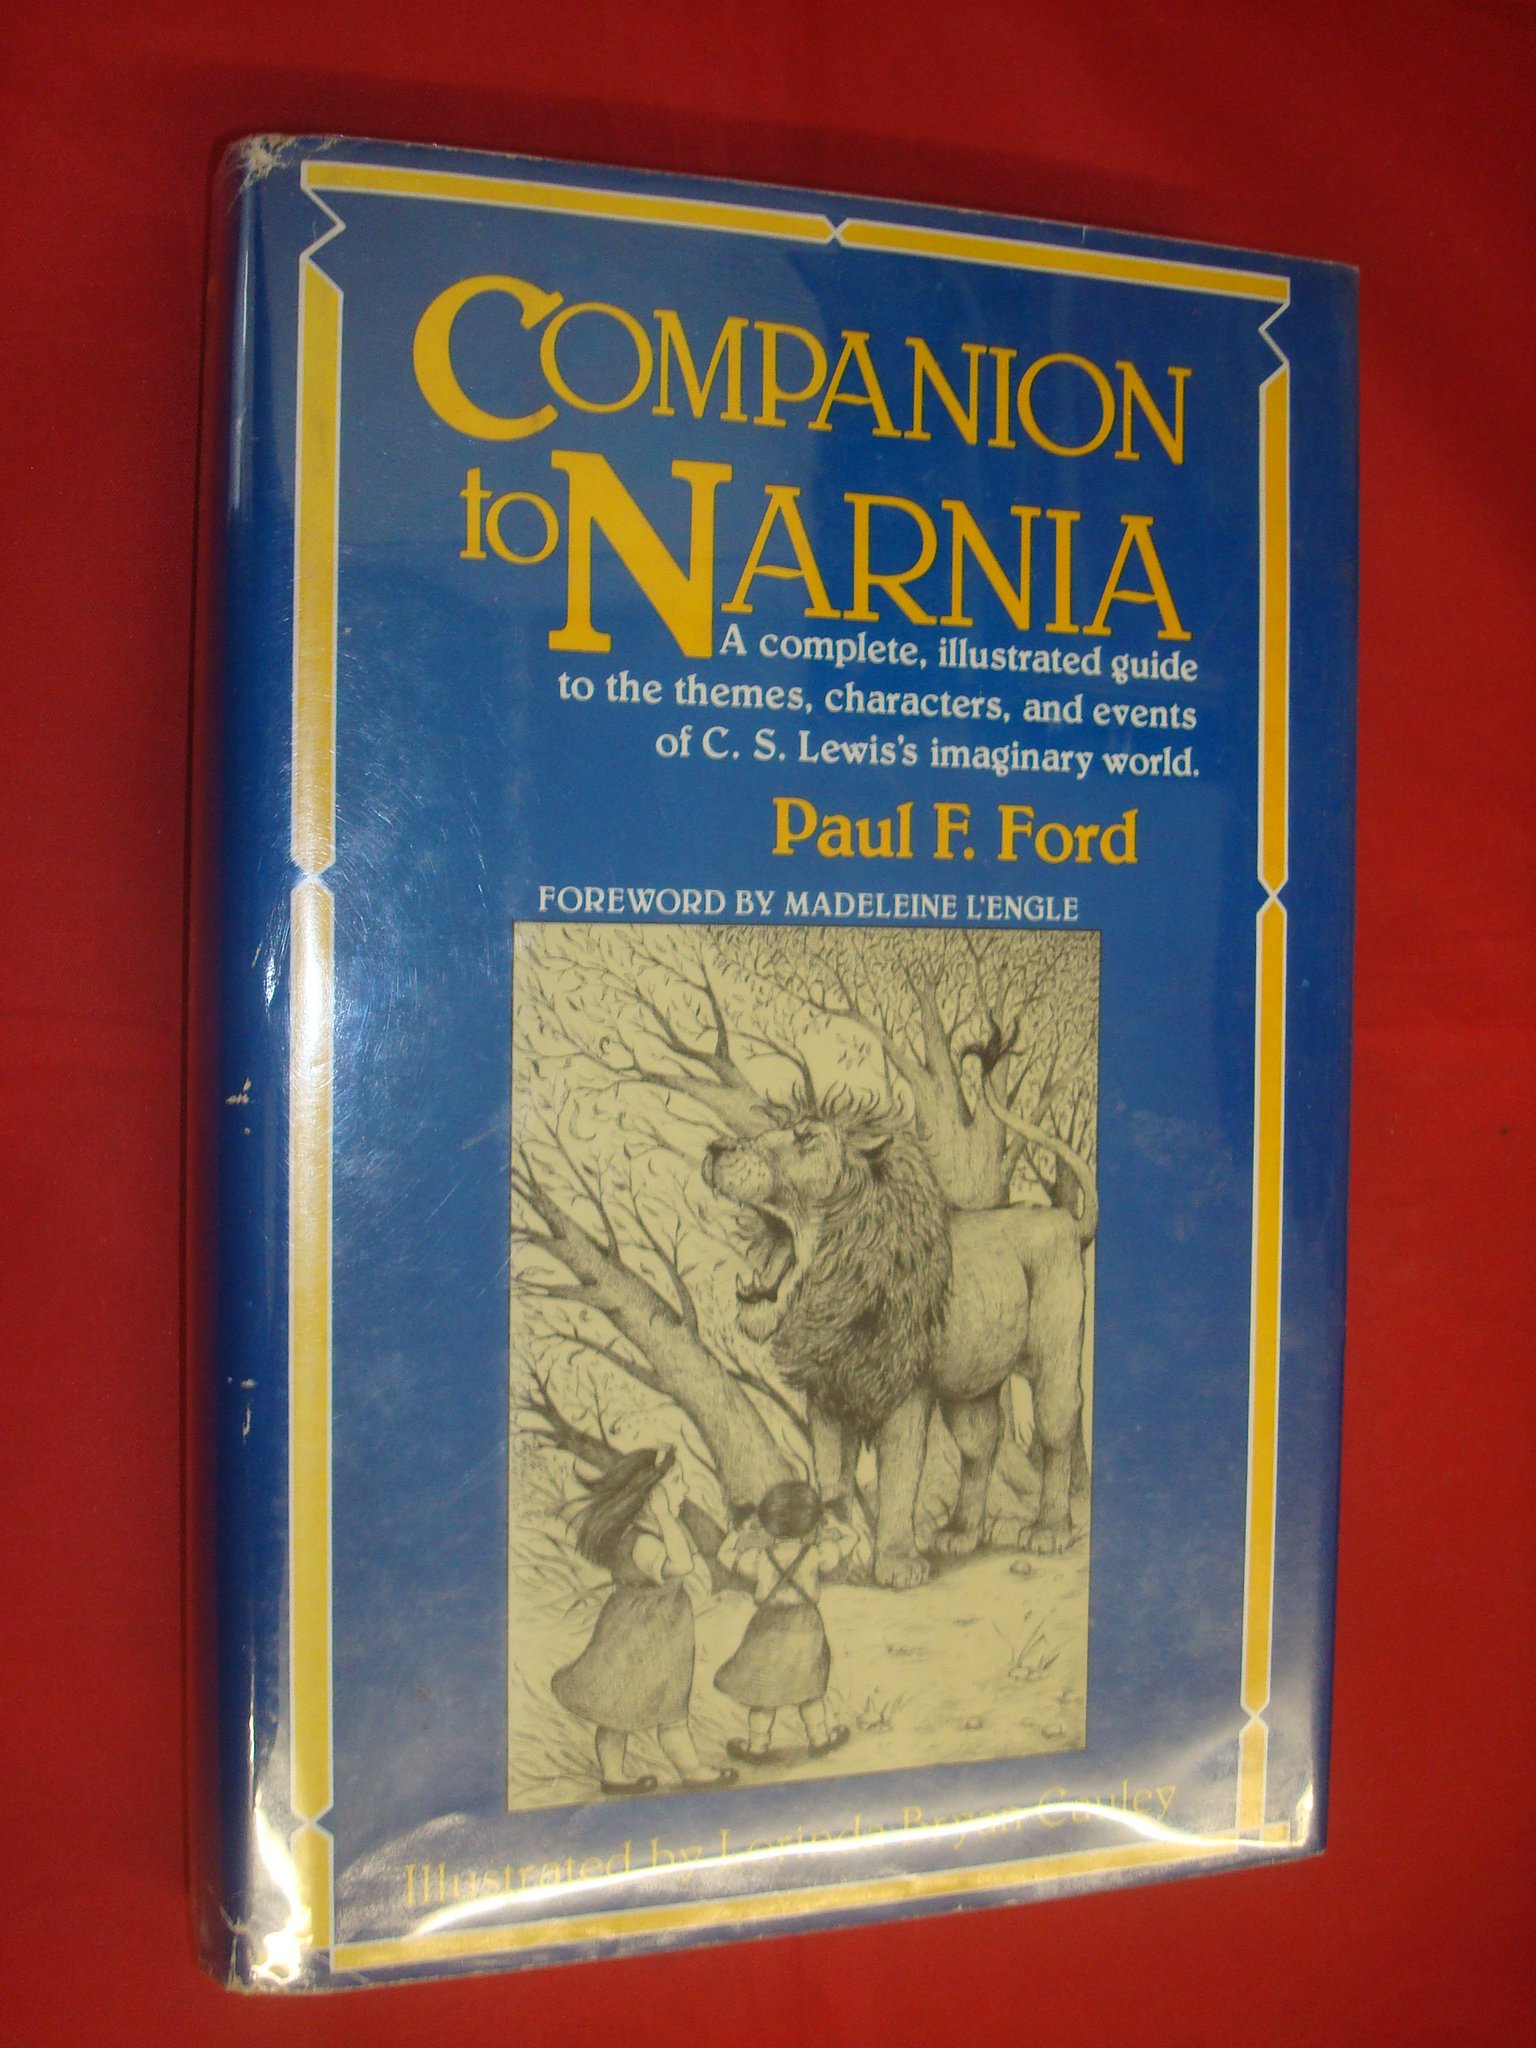 COMPANION
to NARNIA
A complete, illustrated guide
to the themes, characters, and events
of C. S. Lewis's imaginary world.
Paul F. Ford
FOREWORD BY MADELEINE L'ENGLE
Illustrated by Lorinda Bryan Cauley